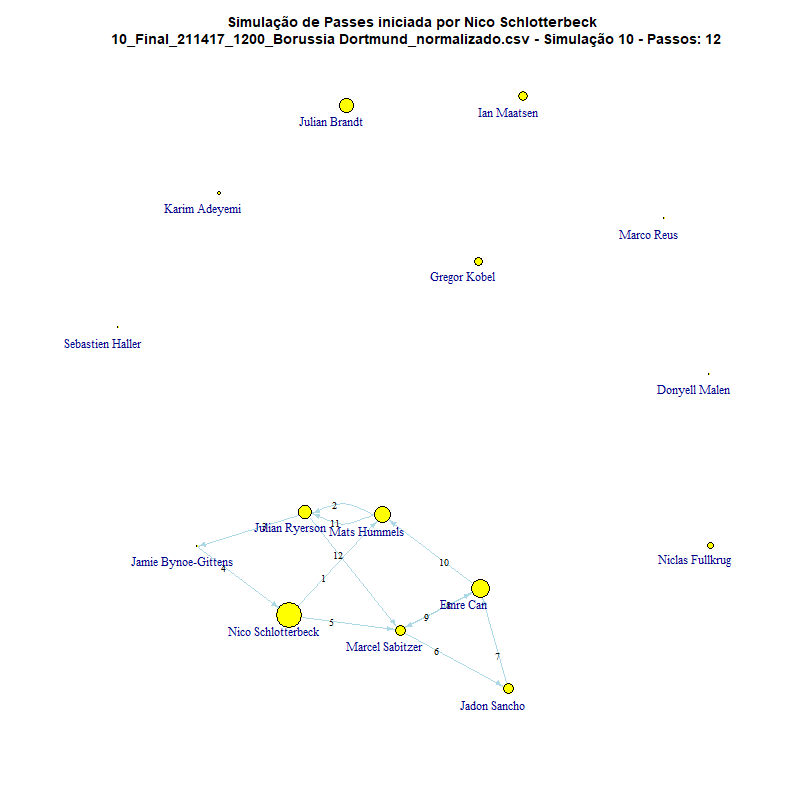 Simulação de Passes iniciada por Nico Schlotterbeck
10_Final_211417_1200_Borussia Dortmund_normalizado.csv - Simulação 10 - Passos: 12
Ian Maatsen
Julian Brandt
Karim Adeyemi
Marco Reus
Gregor Kobel
Sebastien Haller
Donyell Malen
2
11
Julian Ryerson
3
Mats Hummels
12
Jamie Bynoe-Gittens
Niclas Fullkrug
10
4
1
Emre Can
8
9
5
Nico Schlotterbeck
Marcel Sabitzer
6
7
Jadon Sancho